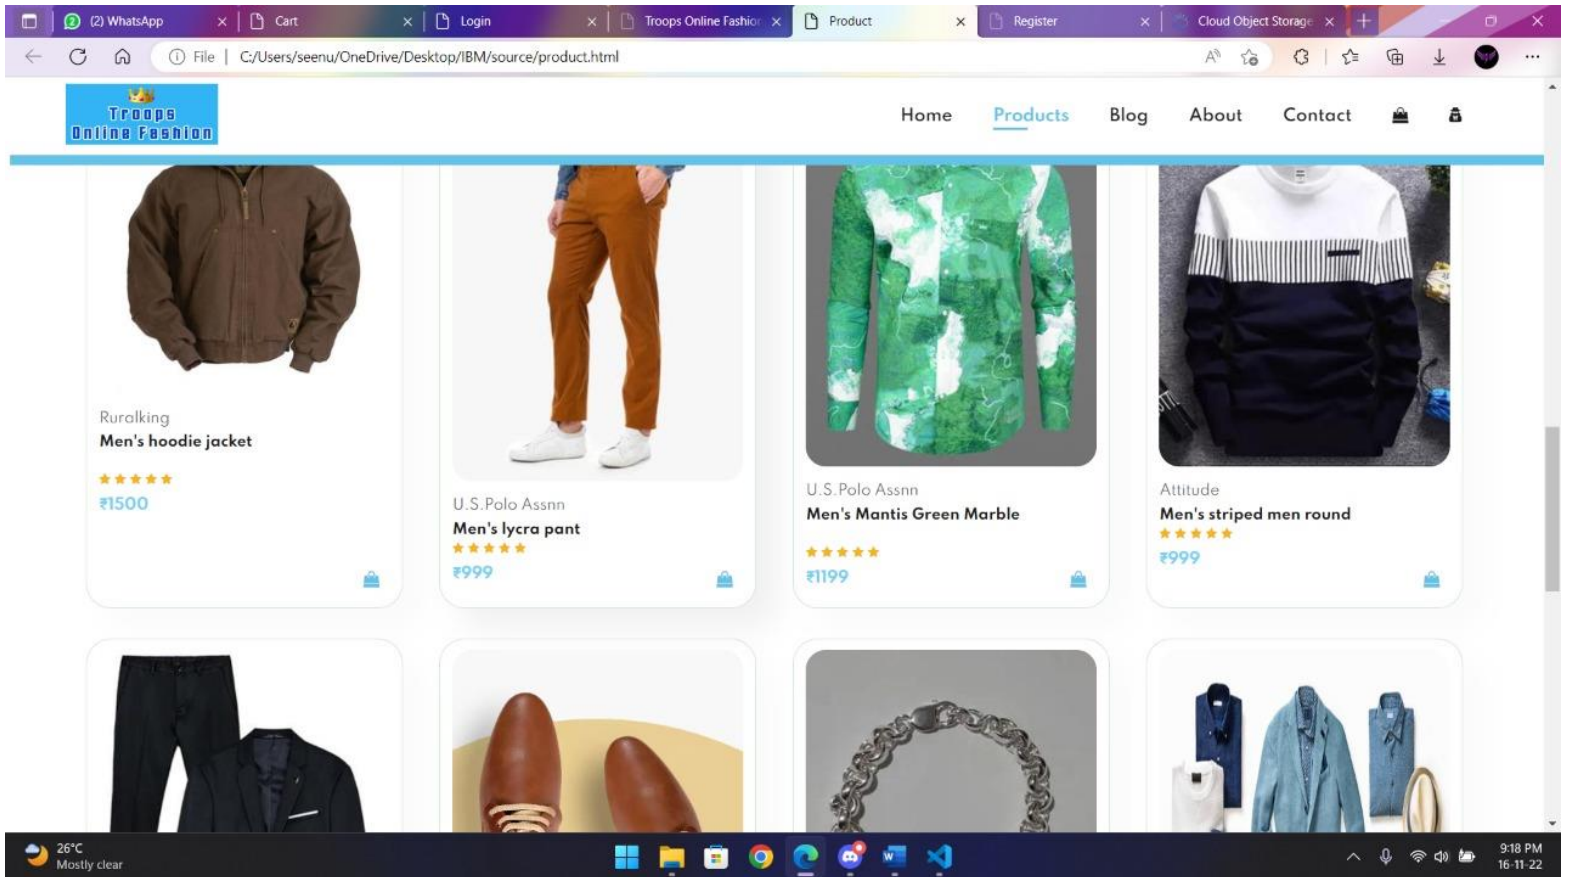 (2) WhatsApp
Cart
Login
Troops Online Fashion
Product
Register
Cloud Object Storage
File
C:/Users/seenu/OneDrive/Desktop/IBM/source/product.html
Troops
Online Fashion
Home
Products
Blog
About
Contact
Ruralking
Men's hoodie jacket
₹1500
U.S.Polo Assnn
Men's lycra pant
₹999
U.S.Polo Assnn
Men's Mantis Green Marble
₹1199
Attitude
Men's striped men round
₹999
26°C
Mostly clear
9:18 PM
16-11-22